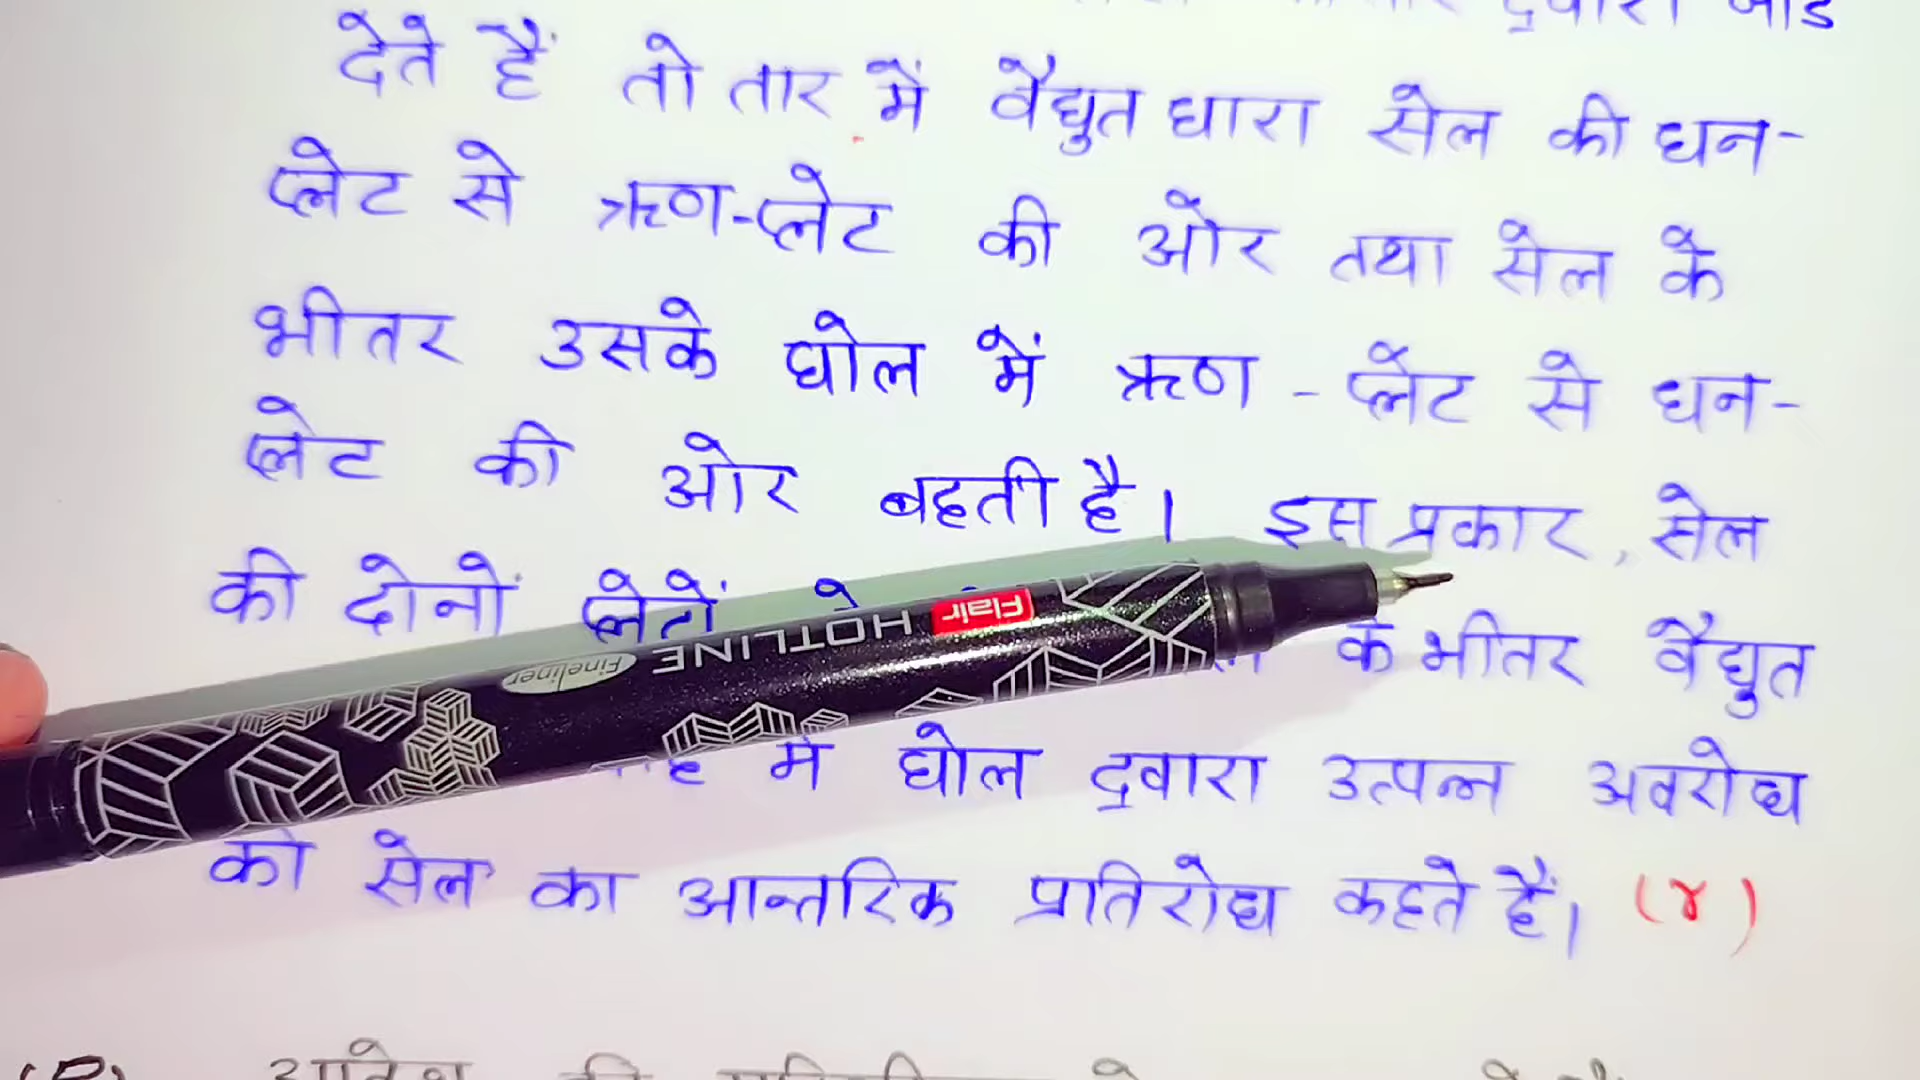 द्वारा जोड
देते हैं तो तार में वैद्युत धारा सेल की धन-
प्लेट से ऋण-प्लेट की ओर तथा सेल के
भीतर उसके घोल में ऋण - प्लेट से धन-
प्लेट की ओर बहती है। इस प्रकार, सेल
की दोनों प्लेटों
के भीतर वैद्युत
में घोल द्वारा उत्पन्न अवरोध
को सेल का आन्तरिक प्रतिरोध कहते हैं। (r)
Flair
HOTLINE
Fineliner